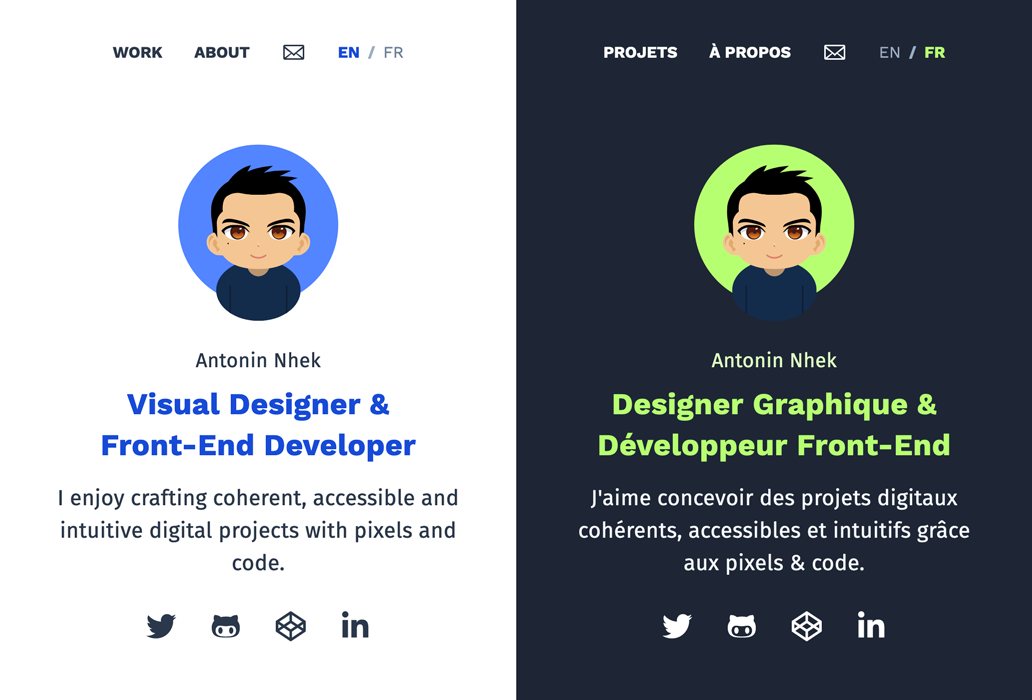 WORK ABOUT EN / FR
Antonin Nhek
Visual Designer &
Front-End Developer
I enjoy crafting coherent, accessible and
intuitive digital projects with pixels and
code.
in
PROJETS À PROPOS EN / FR
Antonin Nhek
Designer Graphique &
Développeur Front-End
J'aime concevoir des projets digitaux
cohérents, accessibles et intuitifs grâce
aux pixels & code.
in